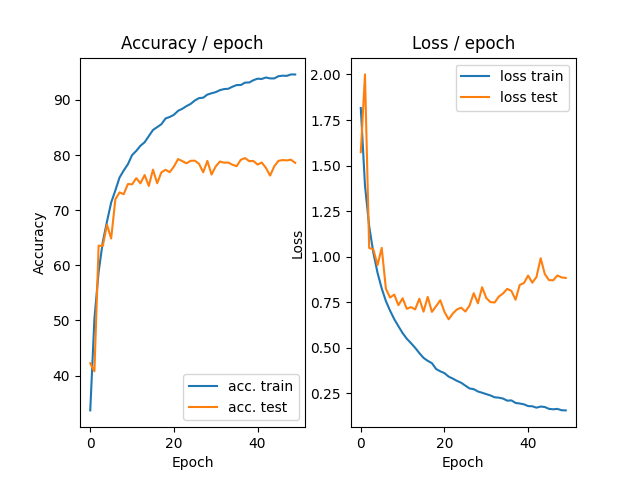 Accuracy / epoch
Accuracy
90
80
70
60
50
40
0
20
40
Epoch
acc. train
acc. test
Loss / epoch
Loss
2.00
1.75
1.50
1.25
1.00
0.75
0.50
0.25
0
20
40
Epoch
loss train
loss test